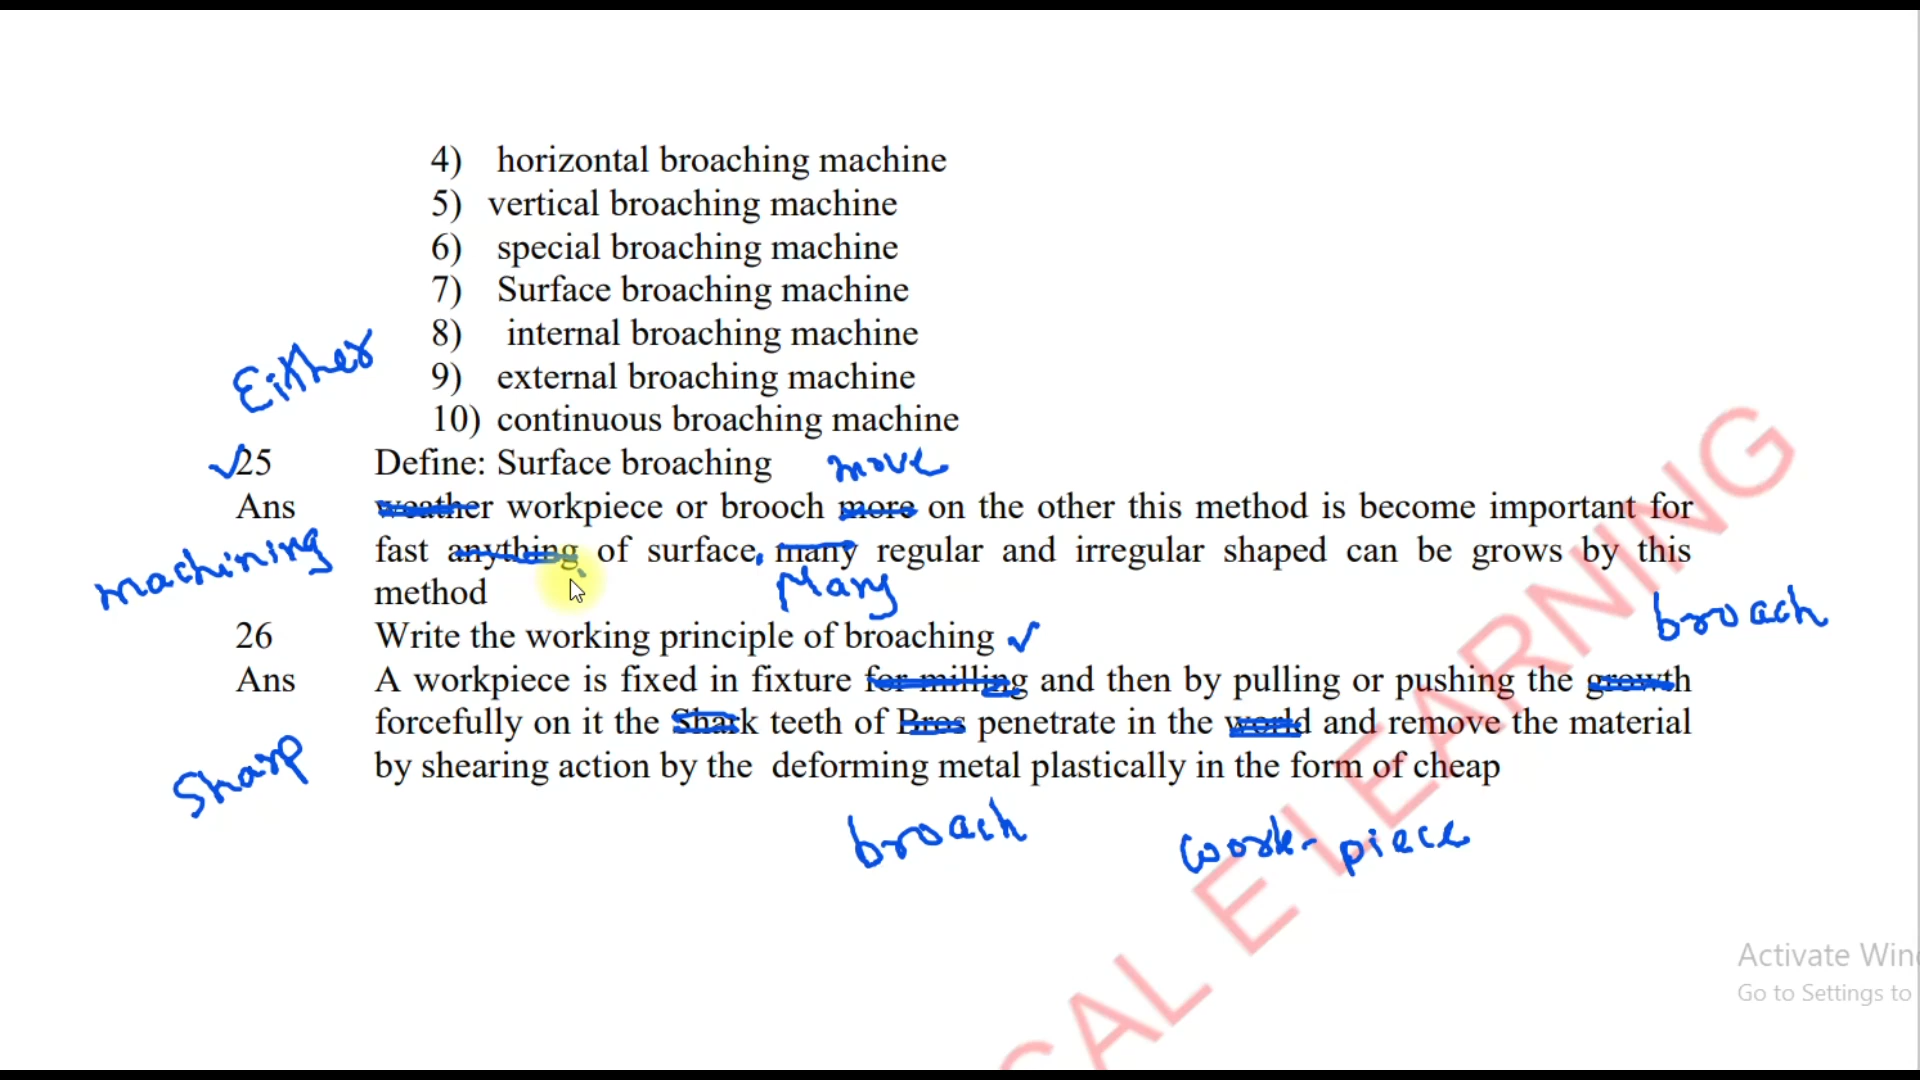 4) horizontal broaching machine
5) vertical broaching machine
6) special broaching machine
7) Surface broaching machine
8) internal broaching machine
Either
9) external broaching machine
10) continuous broaching machine
25 Define: Surface broaching move
Ans weather workpiece or brooch more on the other this method is become important for
machining
fast anything of surface, many regular and irregular shaped can be grows by this
method Many
broach
26 Write the working principle of broaching
Ans A workpiece is fixed in fixture for milling and then by pulling or pushing the growth
forcefully on it the Shark teeth of Bros penetrate in the world and remove the material
Sharp
by shearing action by the deforming metal plastically in the form of cheap
broach work-piece
CAL E LEARNING
Activate Win
Go to Settings to